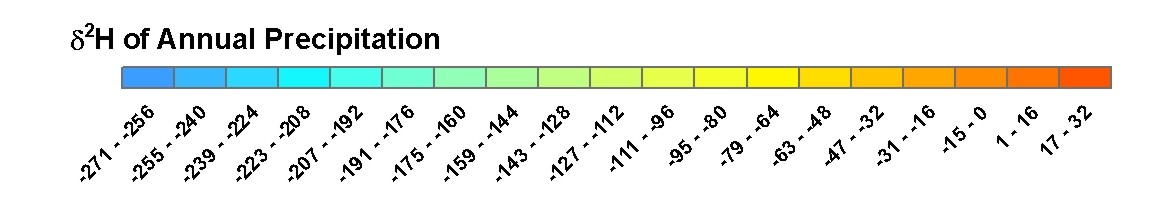 δ²H of Annual Precipitation
-271 - -256
-255 - -240
-239 - -224
-223 - -208
-207 - -192
-191 - -176
-175 - -160
-159 - -144
-143 - -128
-127 - -112
-111 - -96
-95 - -80
-79 - -64
-63 - -48
-47 - -32
-31 - -16
-15 - 0
1 - 16
17 - 32